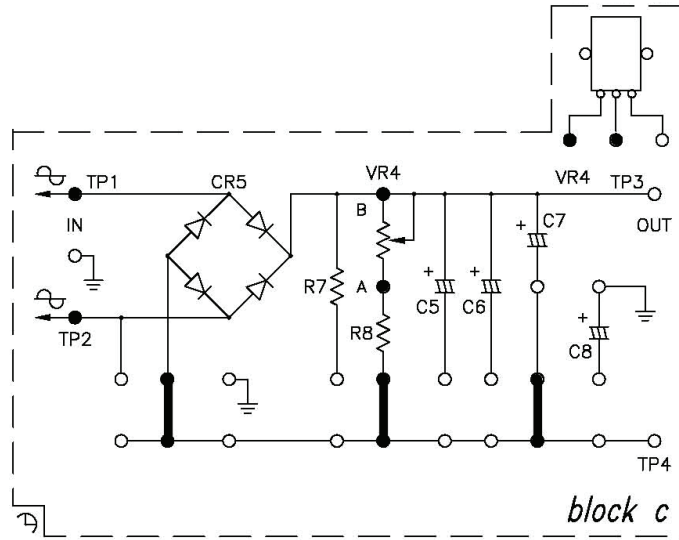 TP1
CR5
VR4
VR4
TP3
B
+
C7
IN
OUT
R7
A
+
C5
+
C6
TP2
R8
+
C8
TP4
block c